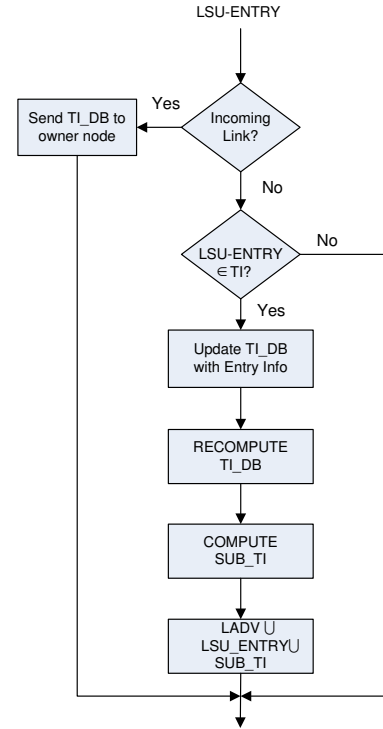 LSU-ENTRY
Incoming
Link?
Yes
Send TI_DB to
owner node
No
LSU-ENTRY
∈ TI?
No
Yes
Update TI_DB
with Entry Info
RECOMPUTE
TI_DB
COMPUTE
SUB_TI
LADV ⋃
LSU_ENTRY⋃
SUB_TI